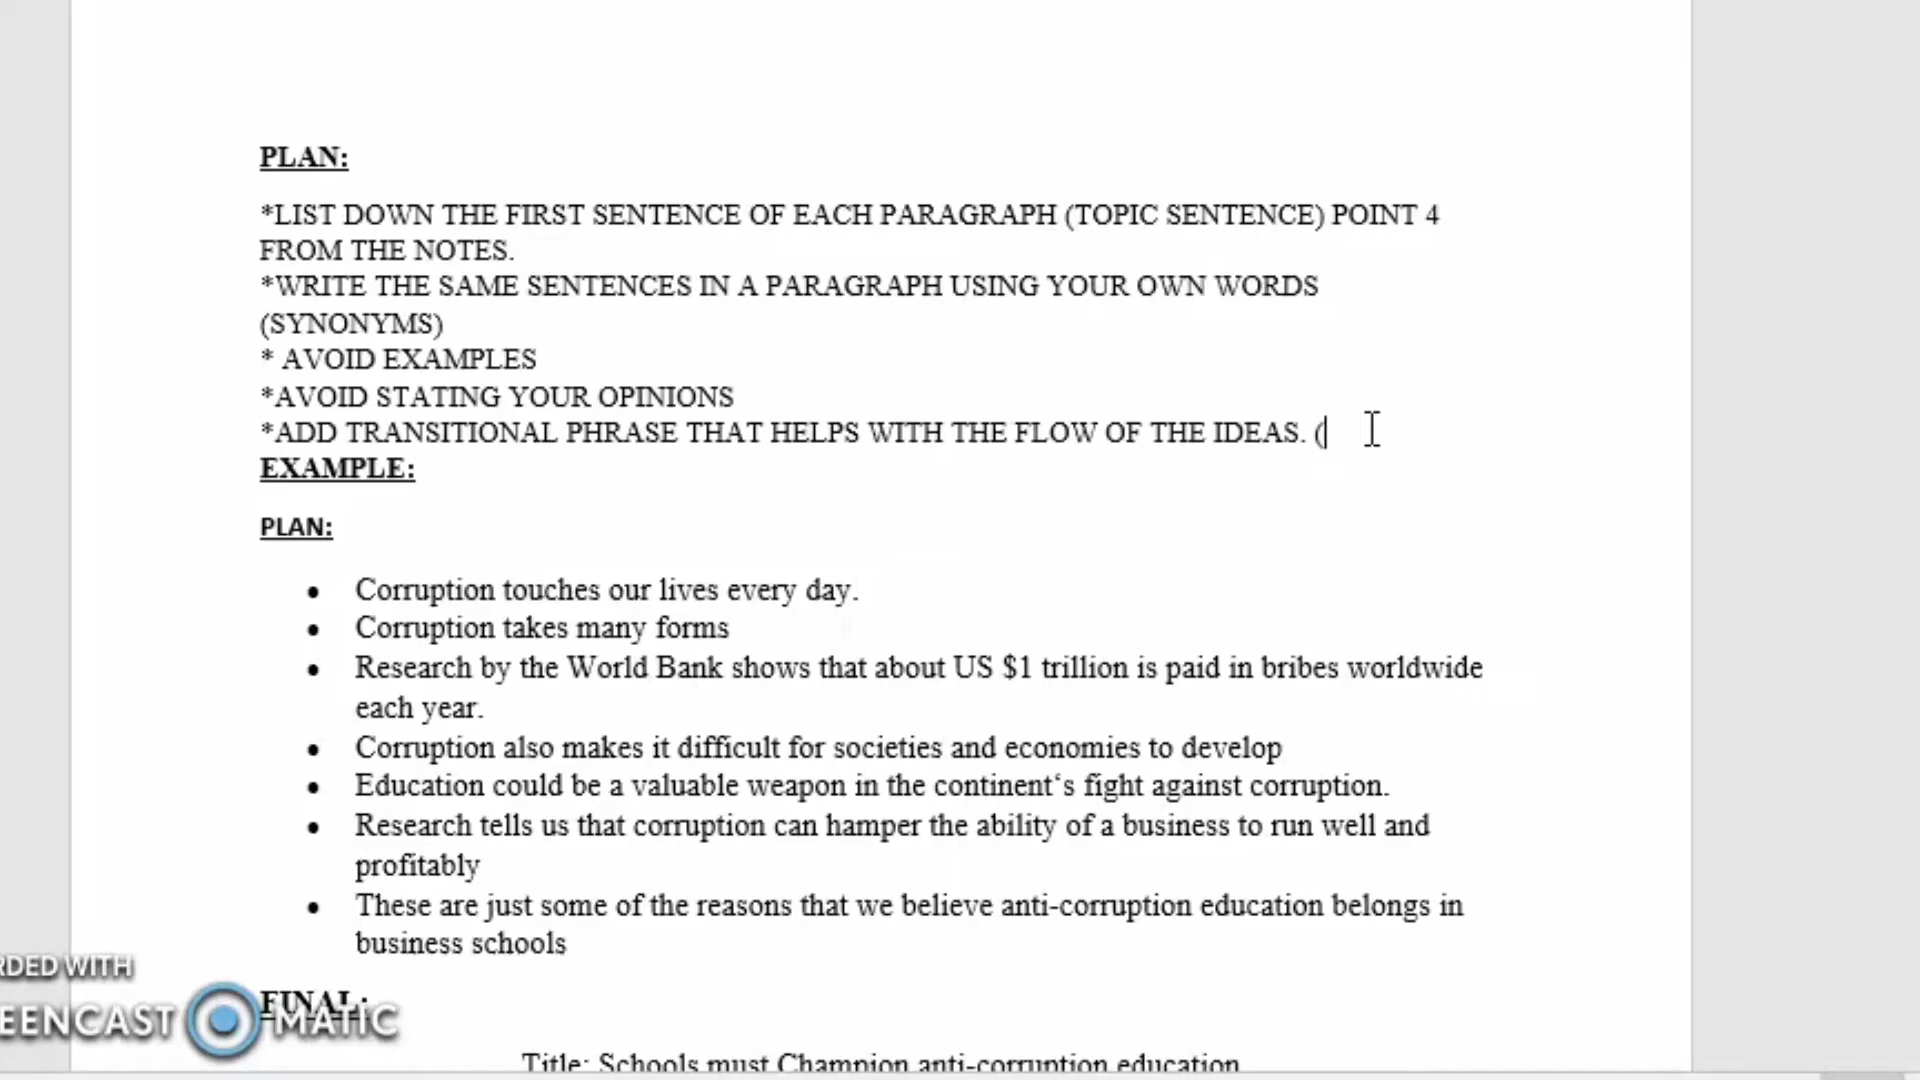 PLAN:
*LIST DOWN THE FIRST SENTENCE OF EACH PARAGRAPH (TOPIC SENTENCE) POINT 4
FROM THE NOTES.
*WRITE THE SAME SENTENCES IN A PARAGRAPH USING YOUR OWN WORDS
(SYNONYMS)
* AVOID EXAMPLES
*AVOID STATING YOUR OPINIONS
*ADD TRANSITIONAL PHRASE THAT HELPS WITH THE FLOW OF THE IDEAS. (
EXAMPLE:
PLAN:
• Corruption touches our lives every day.
• Corruption takes many forms
• Research by the World Bank shows that about US $1 trillion is paid in bribes worldwide
each year.
• Corruption also makes it difficult for societies and economies to develop
• Education could be a valuable weapon in the continent‘s fight against corruption.
• Research tells us that corruption can hamper the ability of a business to run well and
profitably
• These are just some of the reasons that we believe anti-corruption education belongs in
business schools
RDED WITH
FINAL:
EENCAST MATIC
Title: Schools must Champion anti-corruption education